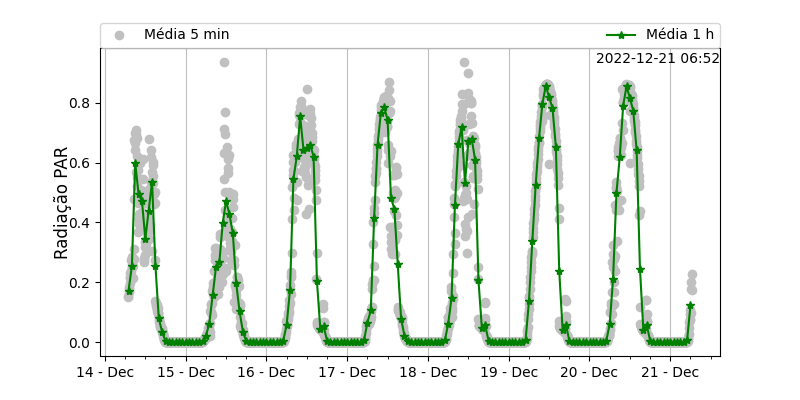 Média 5 min
Média 1 h
2022-12-21 06:52
Radiação PAR
0.8
0.6
0.4
0.2
0.0
14 - Dec
15 - Dec
16 - Dec
17 - Dec
18 - Dec
19 - Dec
20 - Dec
21 - Dec